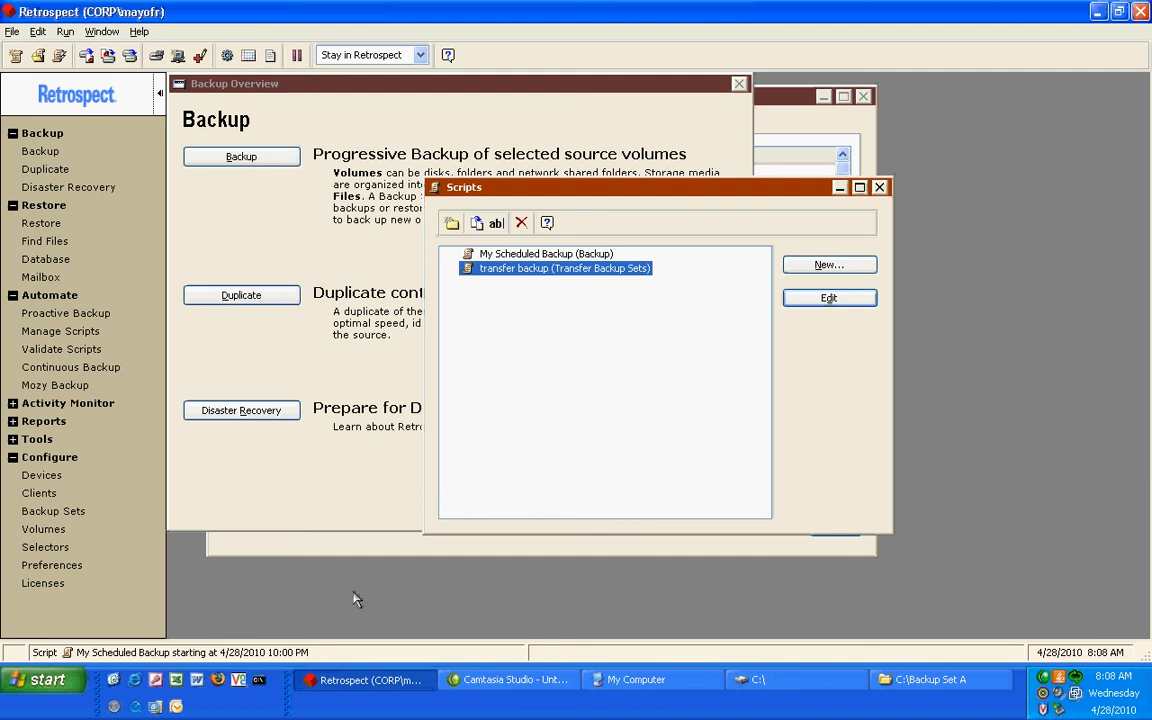 Retrospect (CORP\mayofr)
File Edit Run Window Help
Stay in Retrospect
Retrospect.
Backup
Backup
Duplicate
Disaster Recovery
Restore
Restore
Find Files
Database
Mailbox
Automate
Proactive Backup
Manage Scripts
Validate Scripts
Continuous Backup
Mozy Backup
Activity Monitor
Reports
Tools
Configure
Devices
Clients
Backup Sets
Volumes
Selectors
Preferences
Licenses
Backup Overview
Backup
Backup
Progressive Backup of selected source volumes
Volumes can be disks, folders and network shared folders. Storage media
are organized int
Files. A Backup
backups or resto
to back up new o
Duplicate
Duplicate con
A duplicate of the
optimal speed, id
the source.
Disaster Recovery
Prepare for D
Learn about Retro
Scripts
ab|
My Scheduled Backup (Backup)
transfer backup (Transfer Backup Sets)
New...
Edit
Script My Scheduled Backup starting at 4/28/2010 10:00 PM
4/28/2010 8:08 AM
start
Retrospect (CORP\m...
Camtasia Studio - Unt...
My Computer
C:\
C:\Backup Set A
8:08 AM
Wednesday
4/28/2010